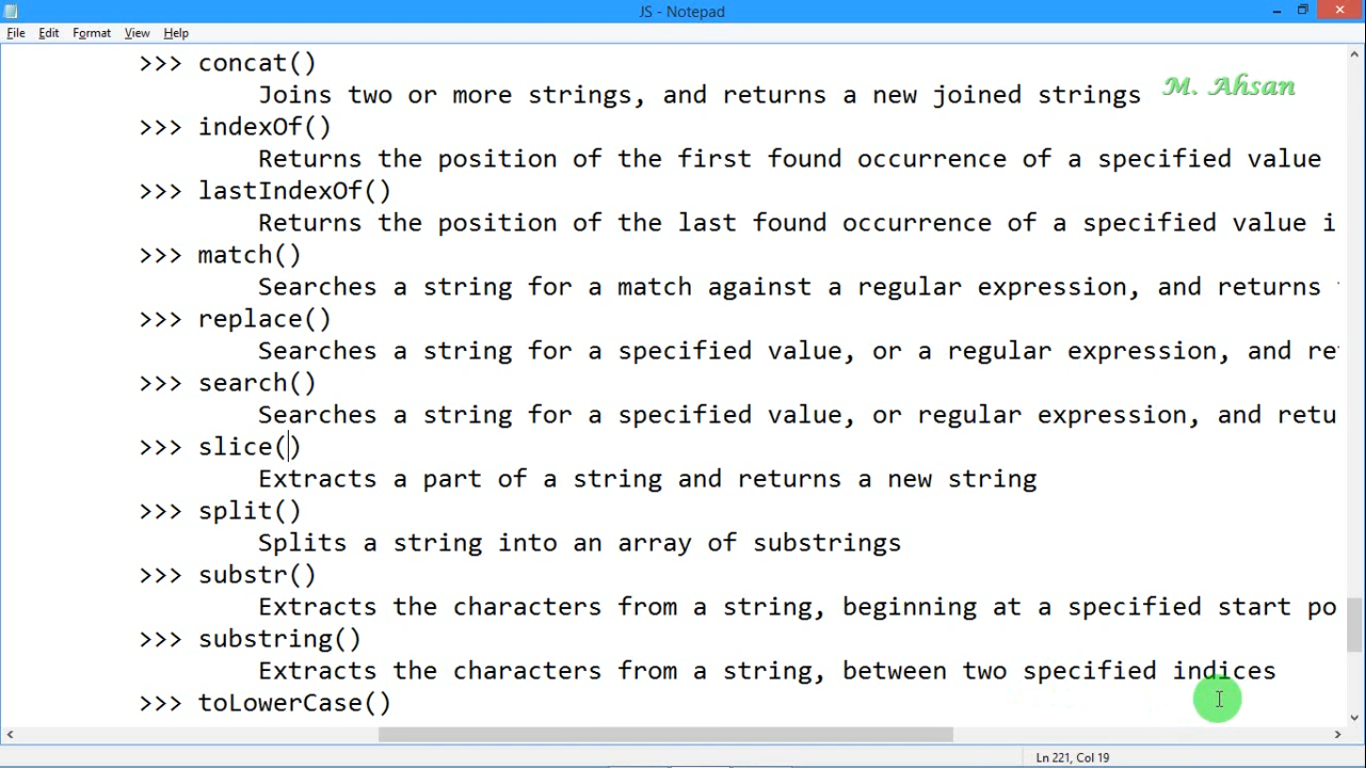 JS - Notepad
File Edit Format View Help
>>> concat()
Joins two or more strings, and returns a new joined strings
M. Ahsan
>>> indexOf()
Returns the position of the first found occurrence of a specified value
>>> lastIndexOf()
Returns the position of the last found occurrence of a specified value i
>>> match()
Searches a string for a match against a regular expression, and returns
>>> replace()
Searches a string for a specified value, or a regular expression, and re
>>> search()
Searches a string for a specified value, or regular expression, and retu
>>> slice()
Extracts a part of a string and returns a new string
>>> split()
Splits a string into an array of substrings
>>> substr()
Extracts the characters from a string, beginning at a specified start po
>>> substring()
Extracts the characters from a string, between two specified indices
>>> toLowerCase()
Ln 221, Col 19